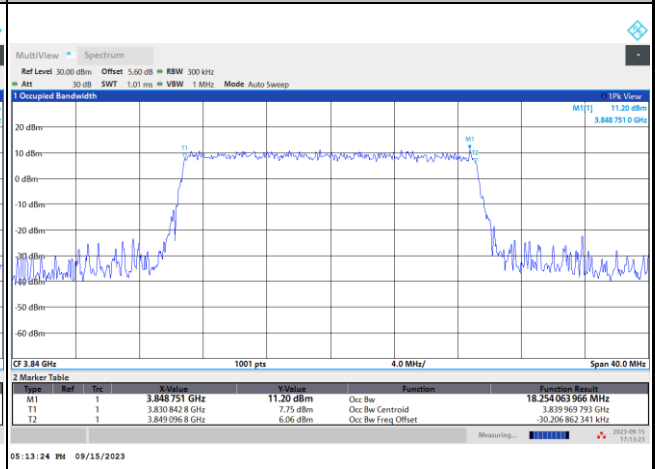 MultiView Spectrum
Ref Level 30.00 dBm Offset 5.60 dB RBW 300 kHz
Att 30 dB SWT 1.01 ms VBW 1 MHz Mode Auto Sweep
1 Occupied Bandwidth 1Pk View
M1[1] 11.20 dBm
3.848 751 0 GHz
20 dBm
M1
T1
T2
10 dBm
0 dBm
-10 dBm
-20 dBm
-30 dBm
-40 dBm
-50 dBm
-60 dBm
CF 3.84 GHz 1001 pts 4.0 MHz/ Span 40.0 MHz
2 Marker Table
Type Ref Trc X-Value Y-Value Function Function Result
M1 1 3.848 751 GHz 11.20 dBm Occ Bw 18.254 063 966 MHz
T1 1 3.830 842 8 GHz 7.75 dBm Occ Bw Centroid 3.839 969 793 GHz
T2 1 3.849 096 8 GHz 6.06 dBm Occ Bw Freq Offset -30.206 862 341 kHz
Measuring... 2023-09-15
17:13:23
05:13:24 PM 09/15/2023